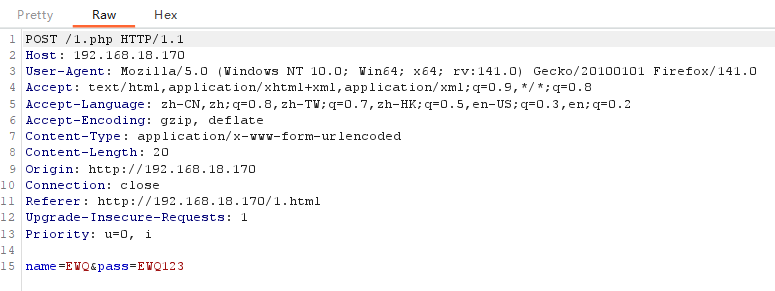 Pretty Raw Hex
1 POST /1.php HTTP/1.1
2 Host: 192.168.18.170
3 User-Agent: Mozilla/5.0 (Windows NT 10.0; Win64; x64; rv:141.0) Gecko/20100101 Firefox/141.0
4 Accept: text/html,application/xhtml+xml,application/xml;q=0.9,*/*;q=0.8
5 Accept-Language: zh-CN,zh;q=0.8,zh-TW;q=0.7,zh-HK;q=0.5,en-US;q=0.3,en;q=0.2
6 Accept-Encoding: gzip, deflate
7 Content-Type: application/x-www-form-urlencoded
8 Content-Length: 20
9 Origin: http://192.168.18.170
10 Connection: close
11 Referer: http://192.168.18.170/1.html
12 Upgrade-Insecure-Requests: 1
13 Priority: u=0, i
14
15 name=EWQ&pass=EWQ123